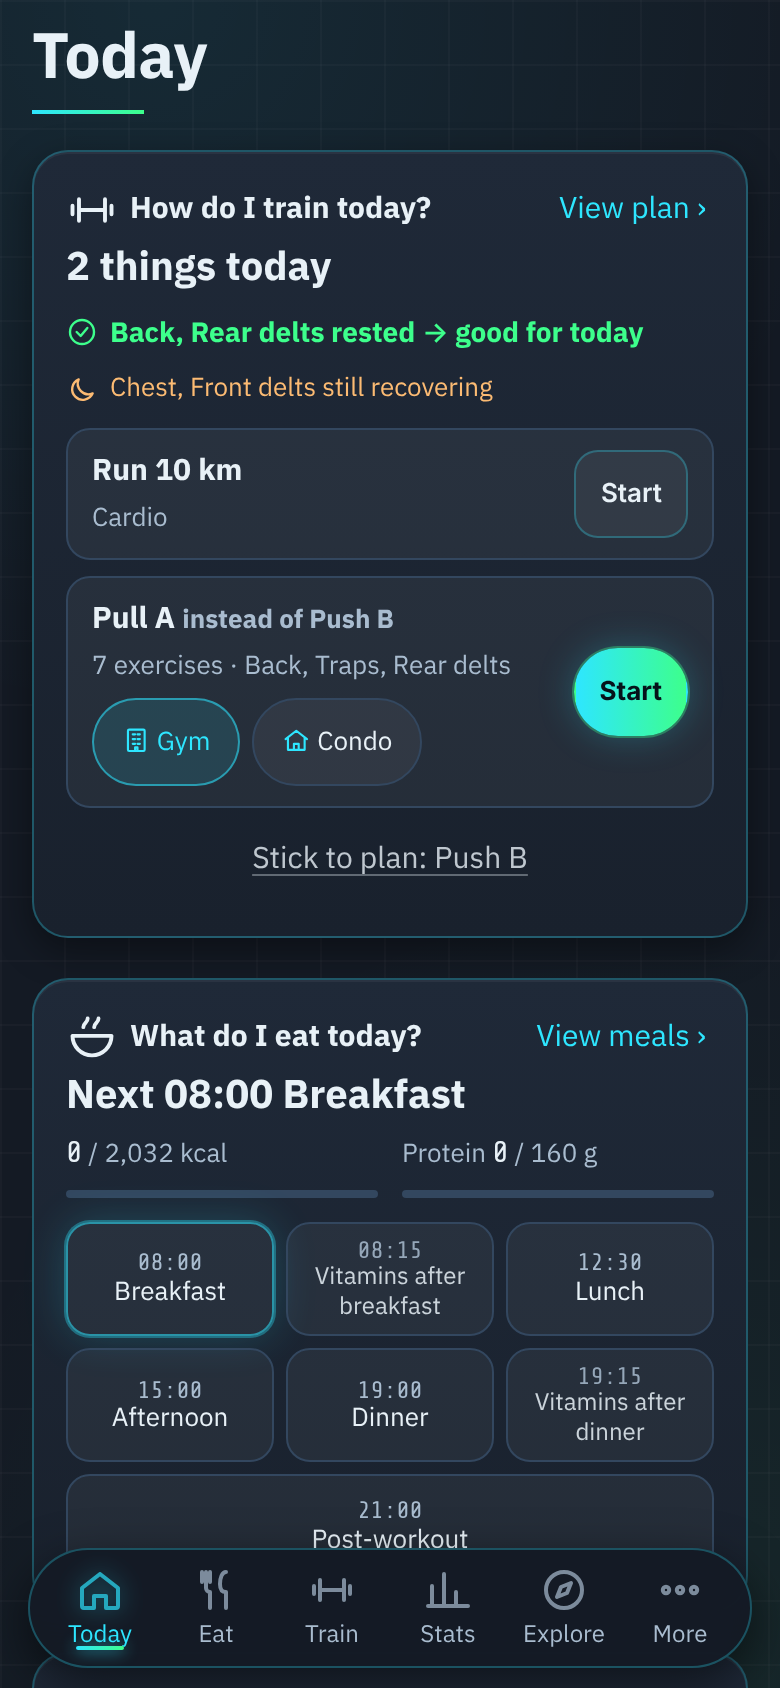 Today
How do I train today?
View plan ›
2 things today
Back, Rear delts rested → good for today
Chest, Front delts still recovering
Run 10 km
Cardio
Start
Pull A instead of Push B
7 exercises · Back, Traps, Rear delts
Start
Gym
Condo
Stick to plan: Push B
What do I eat today?
View meals ›
Next 08:00 Breakfast
0 / 2,032 kcal
Protein 0 / 160 g
08:00
Breakfast
08:15
Vitamins after
breakfast
12:30
Lunch
15:00
Afternoon
19:00
Dinner
19:15
Vitamins after
dinner
21:00
Post-workout
Today
Eat
Train
Stats
Explore
More